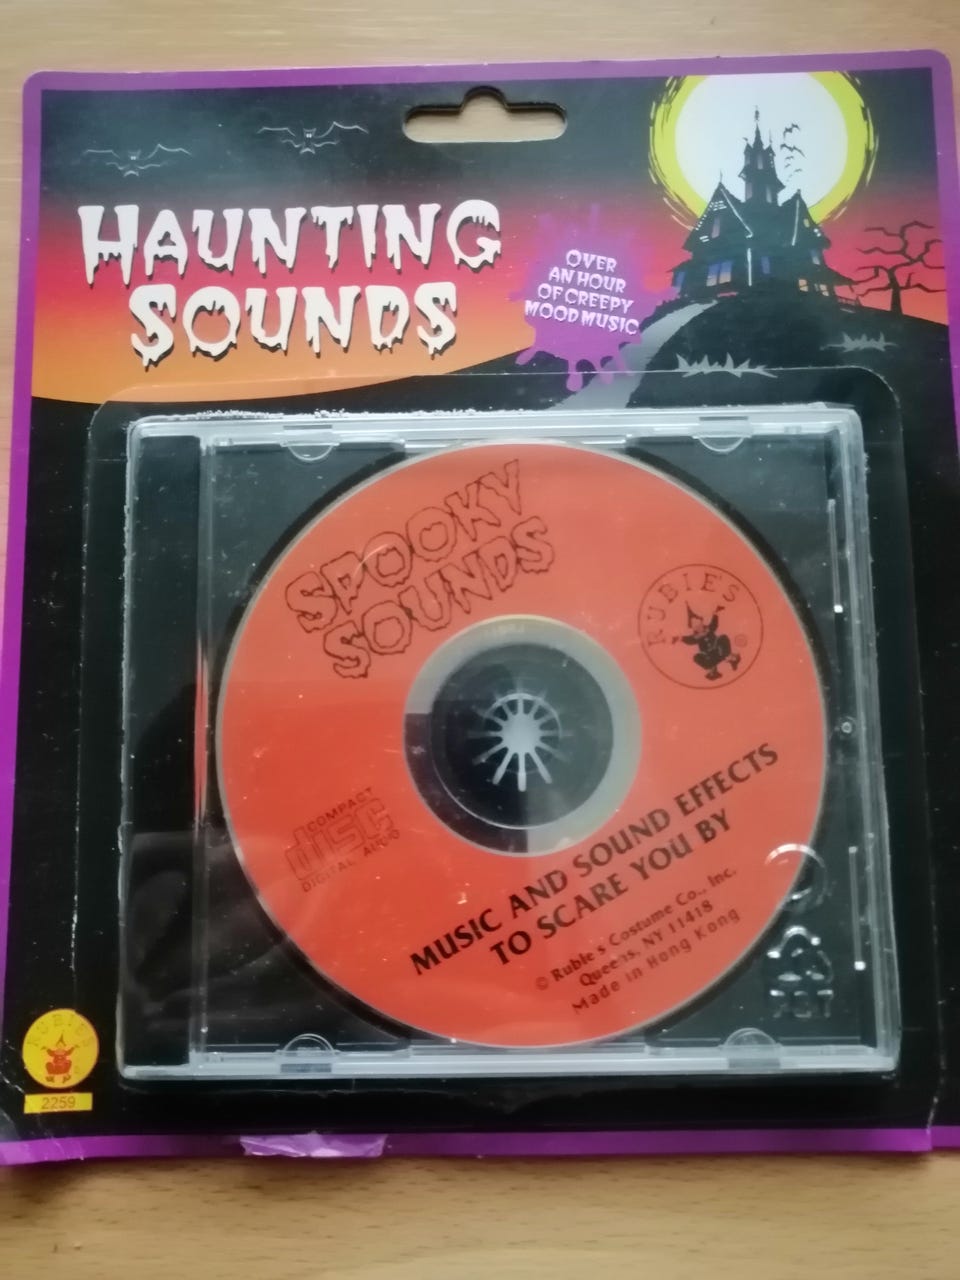 HAUNTING
SOUNDS
OVER
AN HOUR
OF CREEPY
MOOD MUSIC
SPOOKY
SOUNDS
RUBIE'S
®
COMPACT
disc
DIGITAL AUDIO
MUSIC AND SOUND EFFECTS
TO SCARE YOU BY
© Rubie's Costume Co., Inc.
Queens, NY 11418
Made in Hong Kong
RUBIE'S
2259